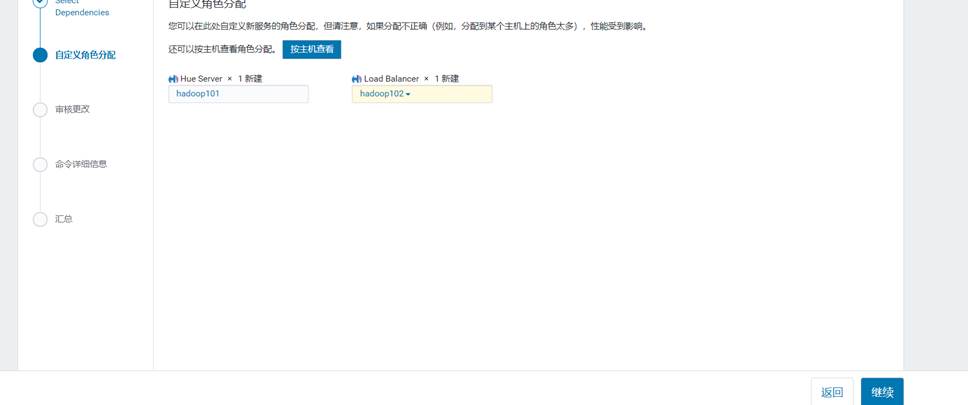 Select
Dependencies
自定义角色分配
审核更改
命令详细信息
汇总
自定义角色分配
您可以在此处自定义新服务的角色分配，但请注意，如果分配不正确（例如，分配到某个主机上的角色太多），性能受到影响。
还可以按主机查看角色分配。 按主机查看
Hue Server × 1 新建
hadoop101
Load Balancer × 1 新建
hadoop102
返回 继续